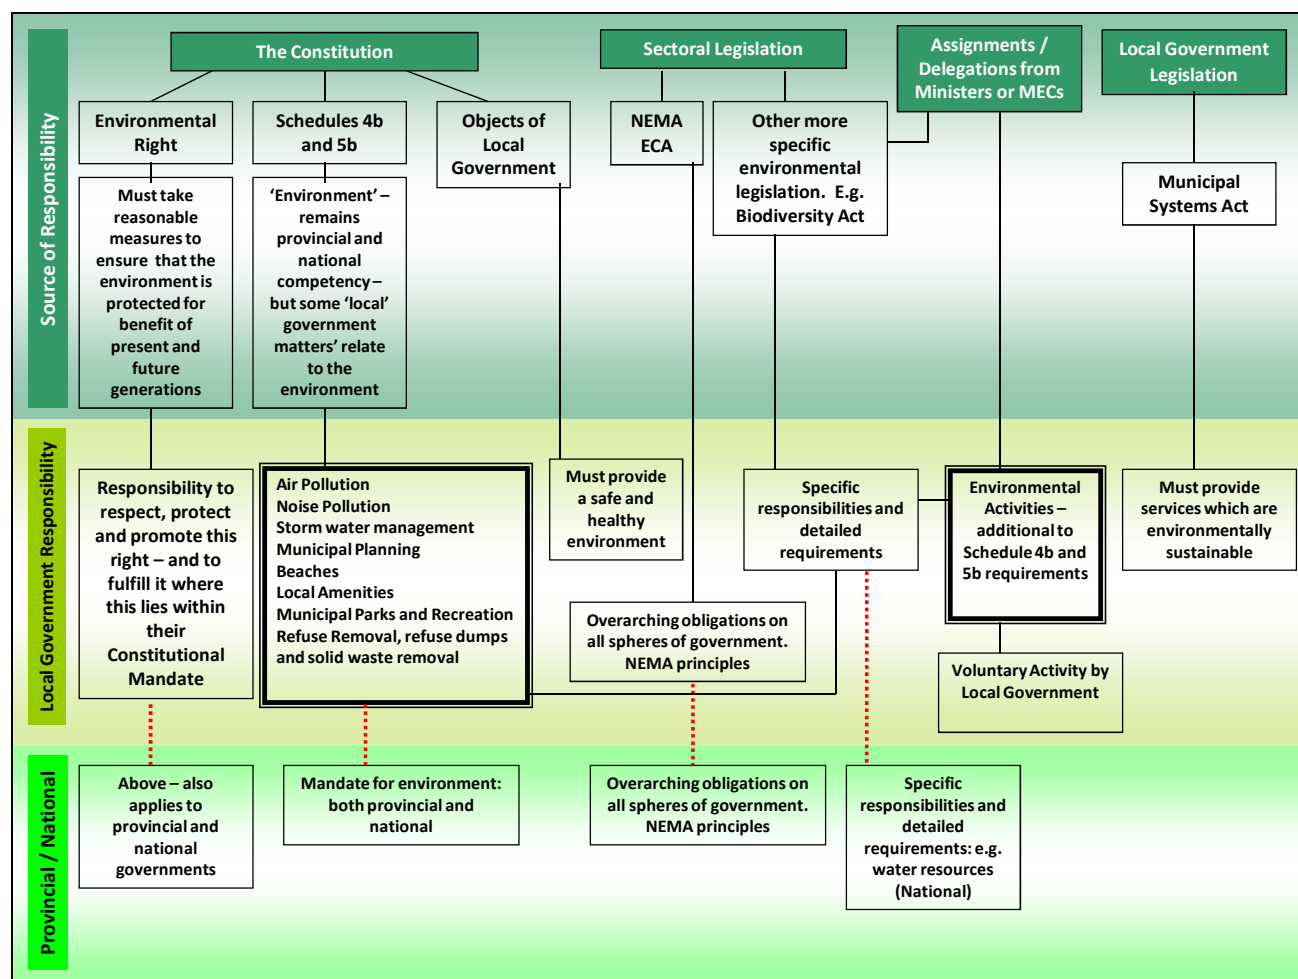 Source of Responsibility
The Constitution
Sectoral Legislation
Assignments /
Delegations from
Ministers or MECs
Local Government
Legislation
Environmental
Right
Schedules 4b
and 5b
Objects of
Local
Government
NEMA
ECA
Other more
specific
environmental
legislation.  E.g.
Biodiversity Act
Municipal
Systems Act
Must take
reasonable
measures to
ensure  that the
environment is
protected for
benefit of
present and
future
generations
‘Environment’ –
remains
provincial and
national
competency –
but some ‘local’
government
matters’ relate
to the
environment
Local Government Responsibility
Responsibility to
respect, protect
and promote this
right – and to
fulfill it where
this lies within
their
Constitutional
Mandate
Air Pollution
Noise Pollution
Storm water management
Municipal Planning
Beaches
Local Amenities
Municipal Parks and Recreation
Refuse Removal, refuse dumps
and solid waste removal
Must provide
a safe and
healthy
environment
Overarching obligations on
all spheres of government.
NEMA principles
Specific
responsibilities and
detailed
requirements
Environmental
Activities –
additional to
Schedule 4b and
5b requirements
Voluntary Activity by
Local Government
Must provide
services which are
environmentally
sustainable
Provincial / National
Above – also
applies to
provincial and
national
governments
Mandate for environment:
both provincial and
national
Overarching obligations on
all spheres of government.
NEMA principles
Specific
responsibilities and
detailed
requirements: e.g.
water resources
(National)